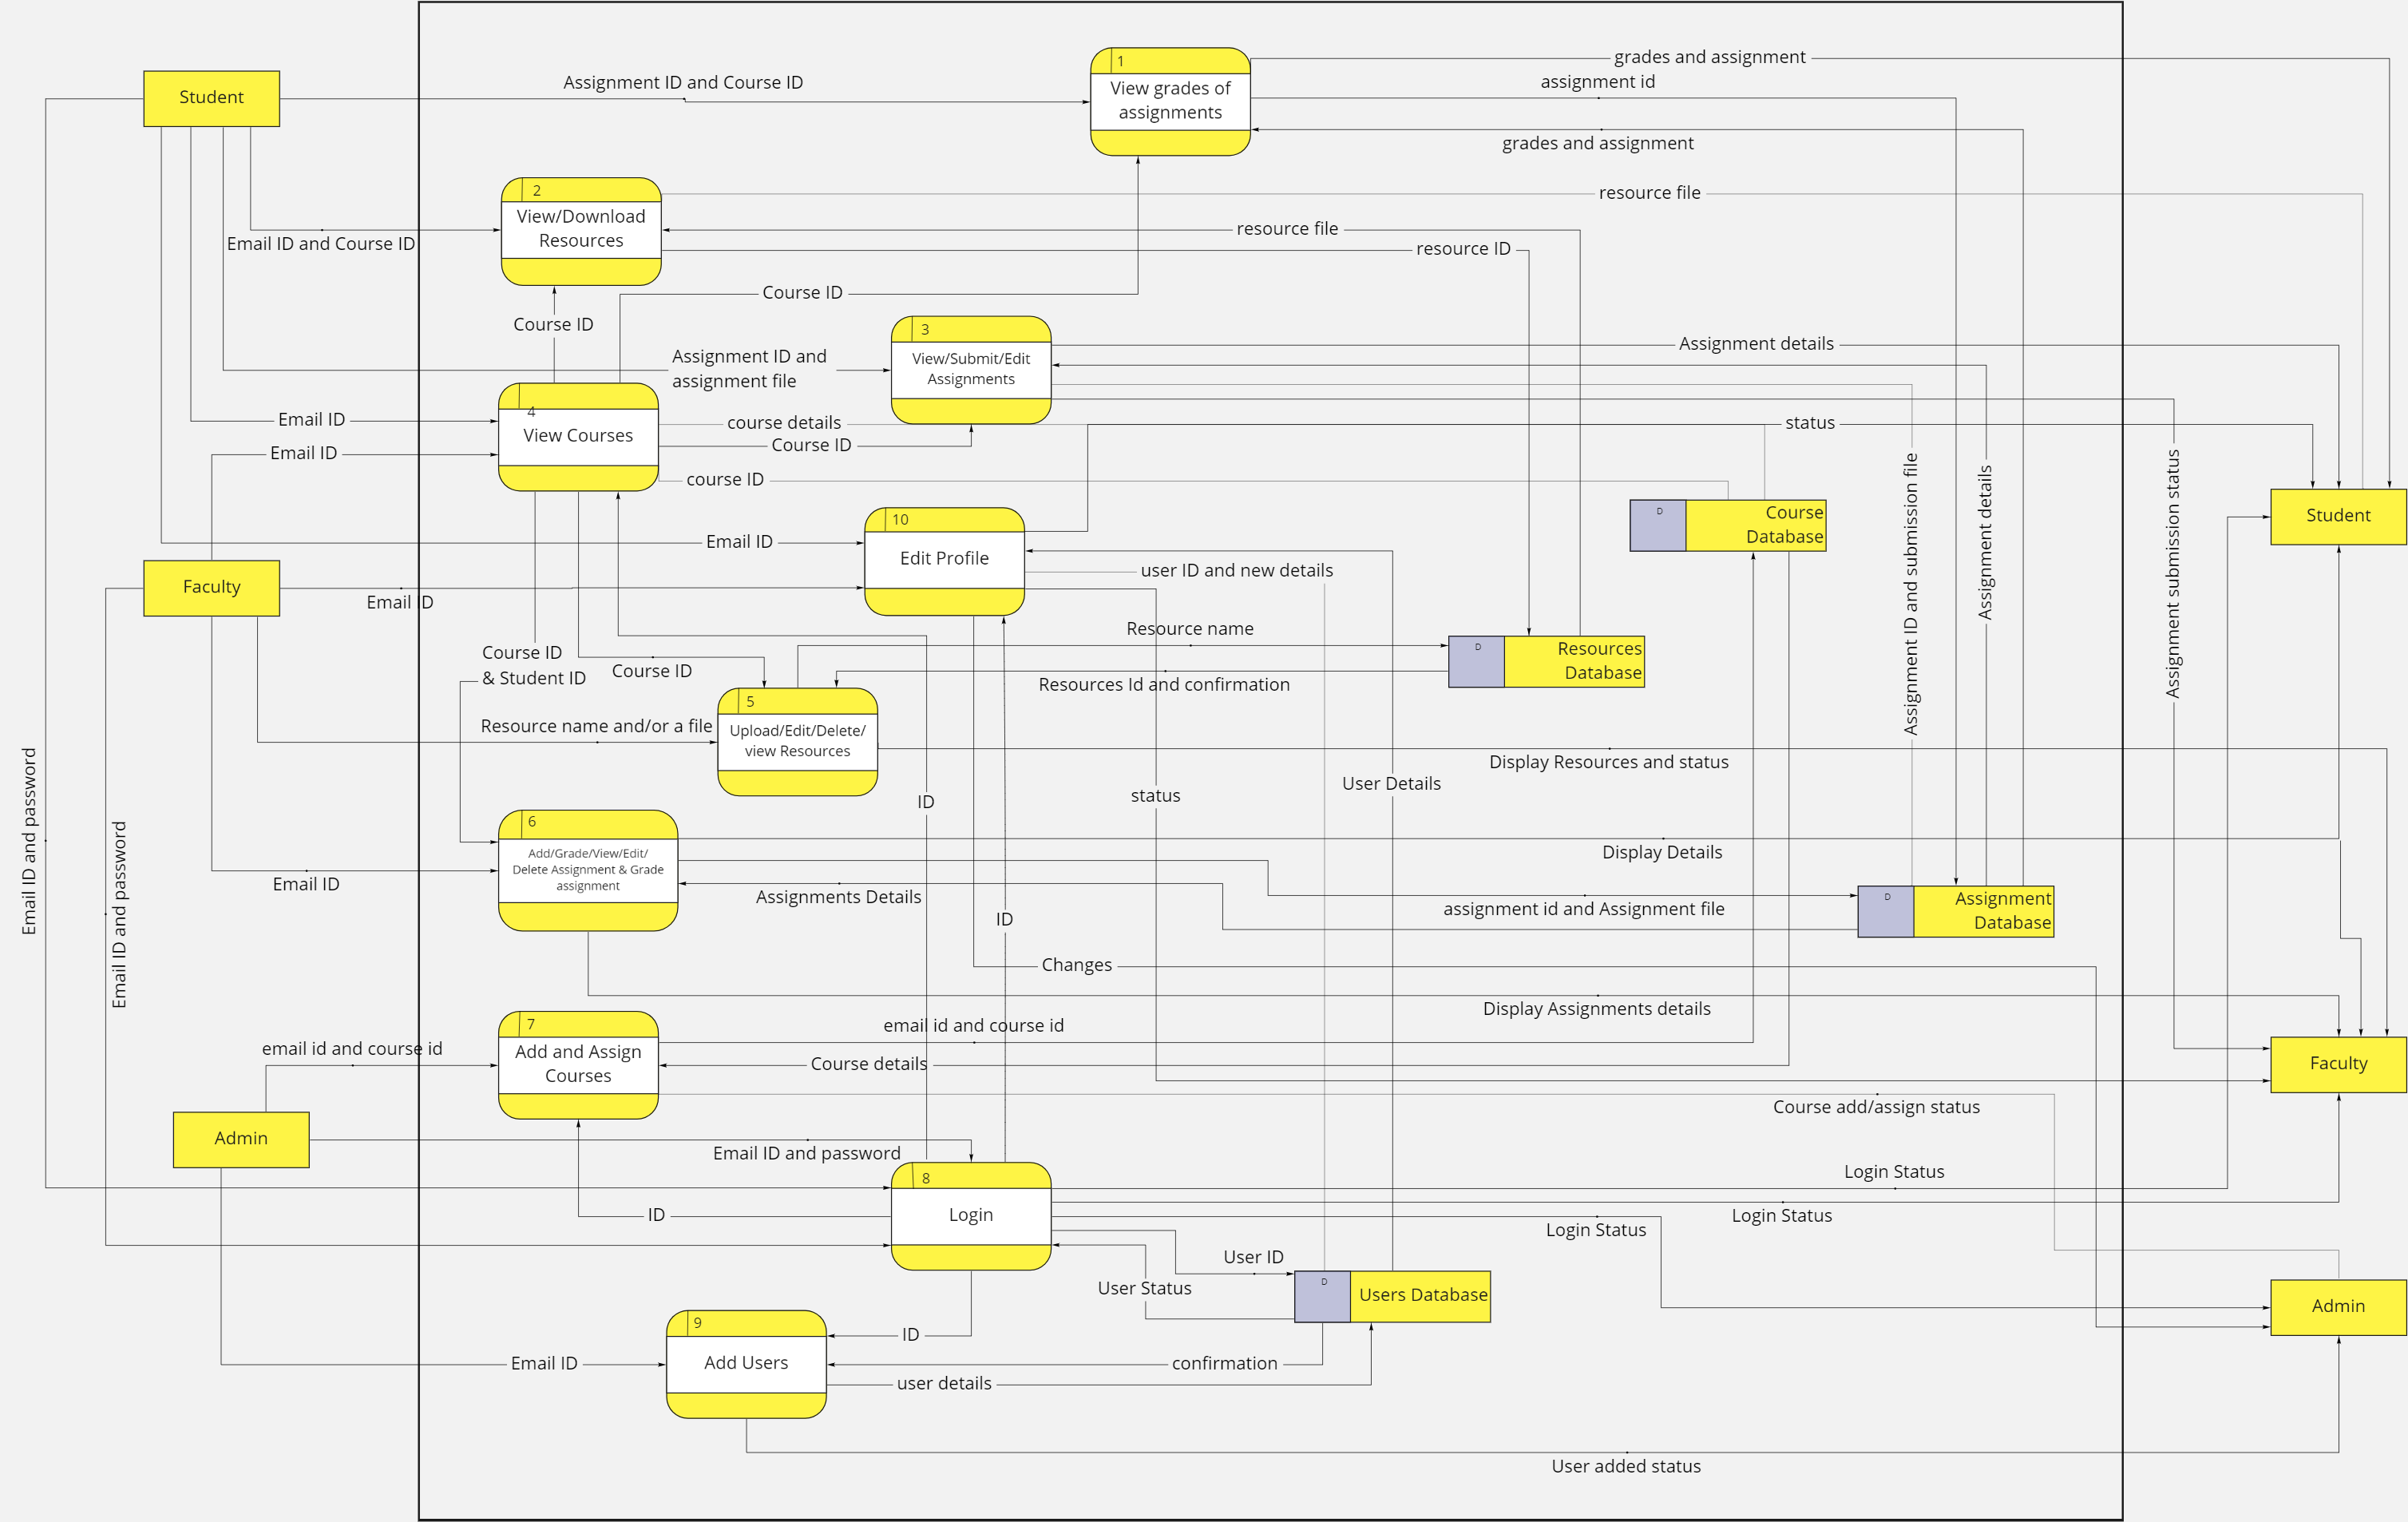 grades and assignment
1
Assignment ID and Course ID
assignment id
View grades of
assignments
Student
grades and assignment
2
resource file
View/Download
Resources
resource file
Email ID and Course ID
resource ID
Course ID
Course ID
3
Assignment details
Assignment ID and
assignment file
View/Submit/Edit
Assignments
4
Email ID
course details
status
View Courses
Course ID
Email ID
course ID
Assignment ID and submission file
Assignment details
Assignment submission status
D
Course
Database
10
Student
Email ID
Edit Profile
user ID and new details
Faculty
Email ID
Resource name
Course ID
& Student ID
Course ID
D
Resources
Database
Resources Id and confirmation
5
Resource name and/or a file
Upload/Edit/Delete/
view Resources
Display Resources and status
User Details
Email ID and password
Email ID and password
ID
status
6
Add/Grade/View/Edit/
Delete Assignment & Grade
assignment
Display Details
Email ID
Assignments Details
assignment id and Assignment file
D
Assignment
Database
ID
Changes
Display Assignments details
7
email id and course id
email id and course id
Add and Assign
Courses
Course details
Faculty
Course add/assign status
Admin
Email ID and password
8
Login Status
ID
Login
Login Status
Login Status
User ID
User Status
D
Users Database
Admin
9
ID
Email ID
Add Users
confirmation
user details
User added status